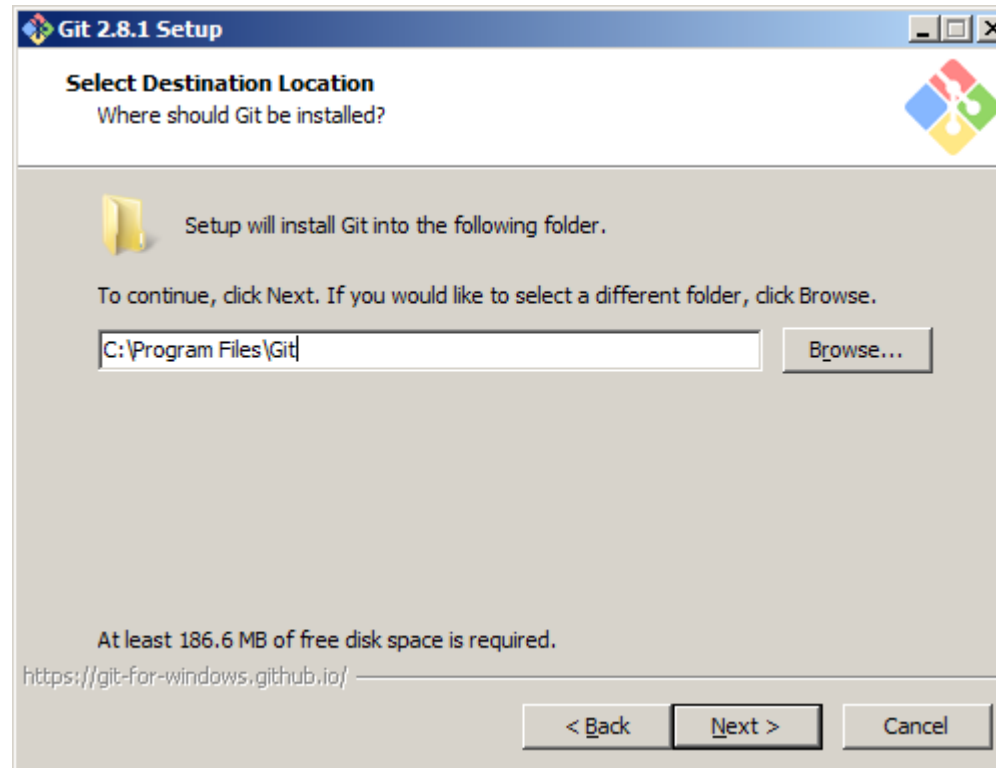 Git 2.8.1 Setup
Select Destination Location
Where should Git be installed?
Setup will install Git into the following folder.
To continue, click Next. If you would like to select a different folder, click Browse.
C:\Program Files\Git
Browse...
At least 186.6 MB of free disk space is required.
https://git-for-windows.github.io/
< Back
Next >
Cancel